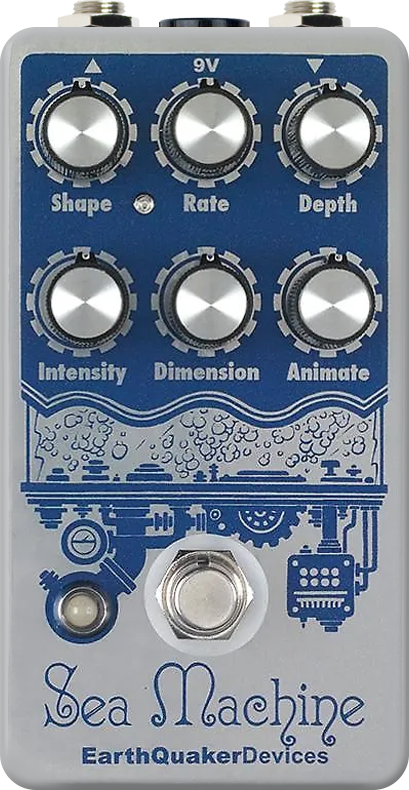 9V
Shape Rate Depth
Intensity Dimension Animate
Sea Machine
EarthQuakerDevices